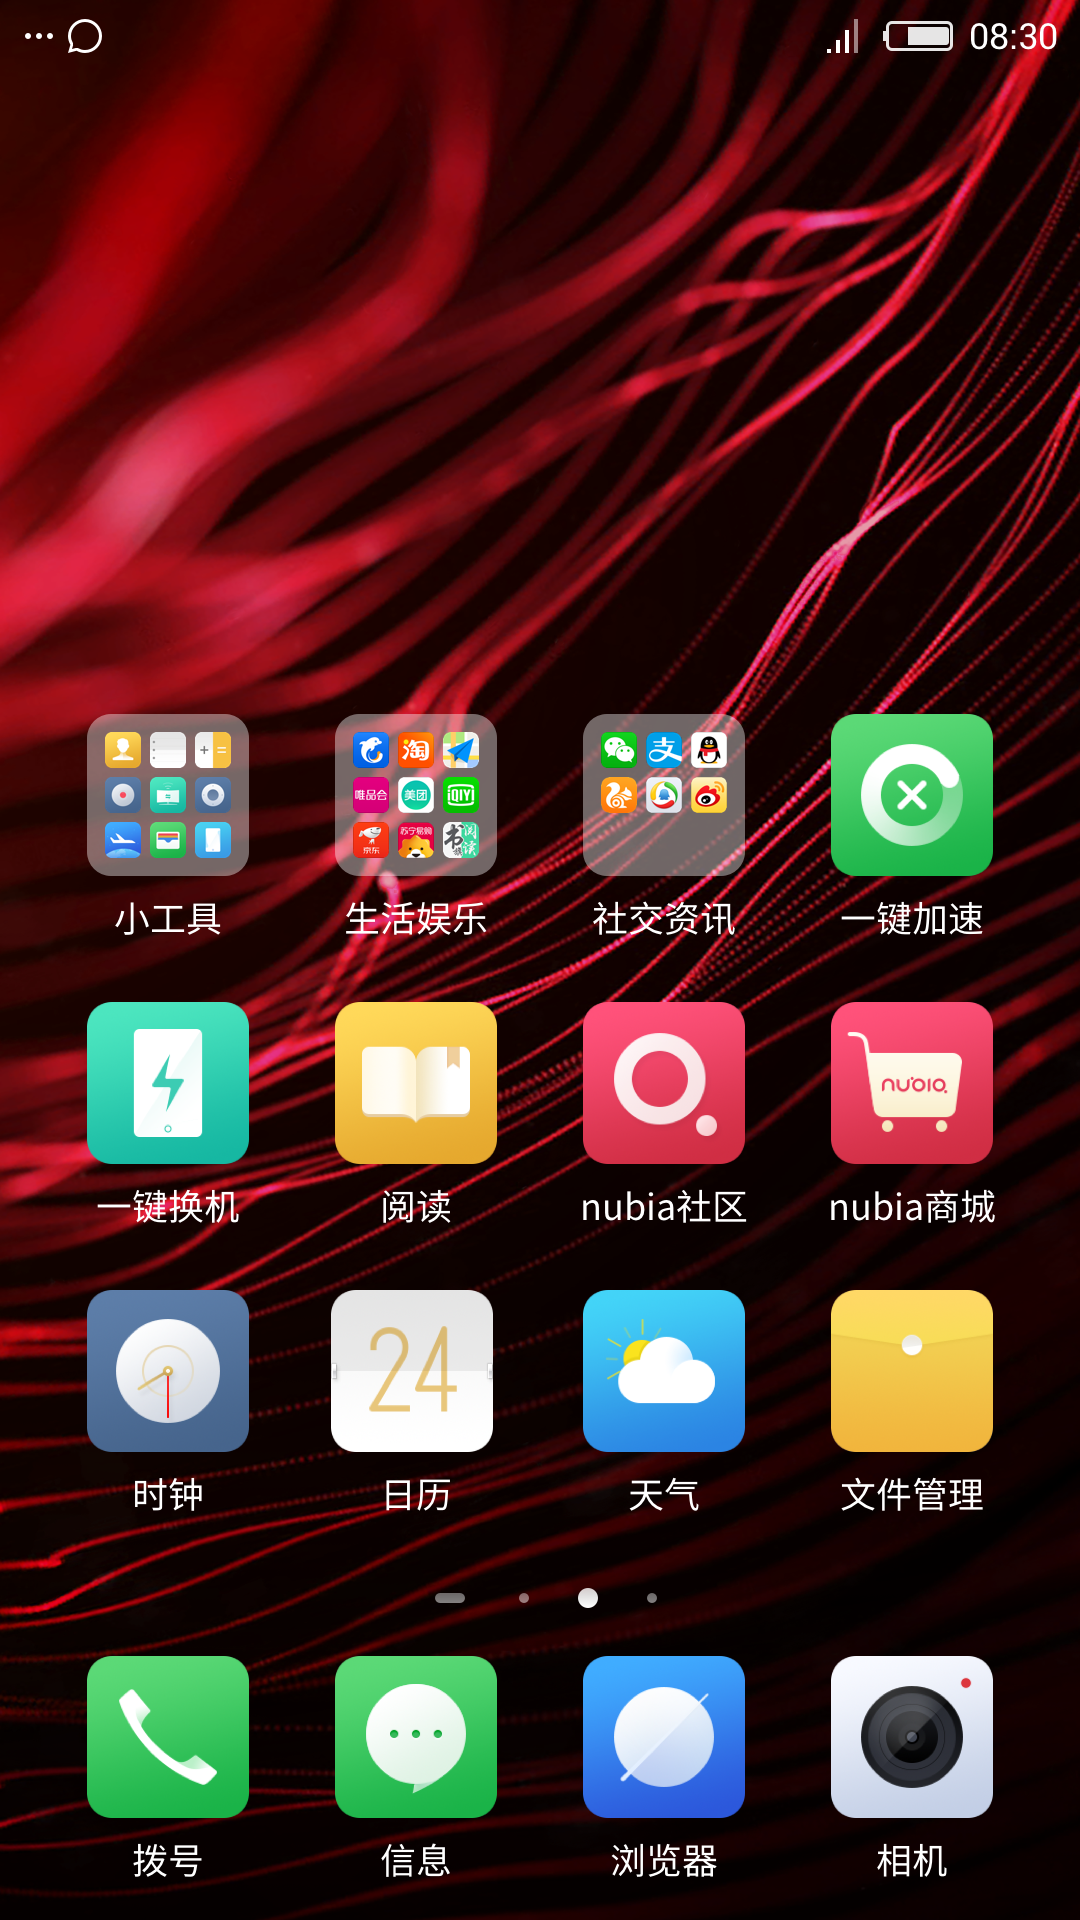 08:30
淘
支
唯品会
美团
QIYI
京东
苏宁易购
书族
阅读
小工具
生活娱乐
社交资讯
一键加速
nubia
一键换机
阅读
nubia社区
nubia商城
24
时钟
日历
天气
文件管理
拨号
信息
浏览器
相机